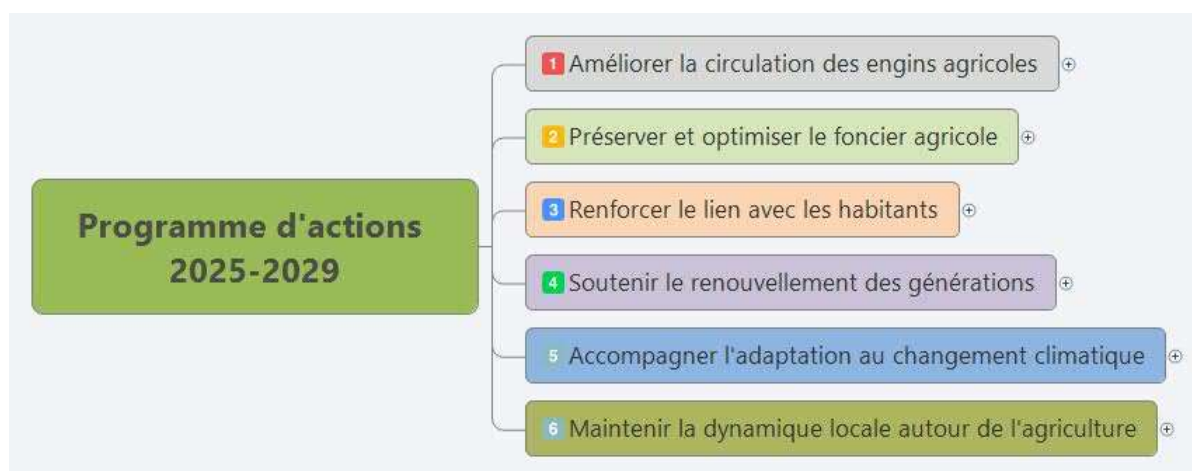 Programme d'actions
2025-2029
1 Améliorer la circulation des engins agricoles
2 Préserver et optimiser le foncier agricole
3 Renforcer le lien avec les habitants
4 Soutenir le renouvellement des générations
5 Accompagner l'adaptation au changement climatique
6 Maintenir la dynamique locale autour de l'agriculture